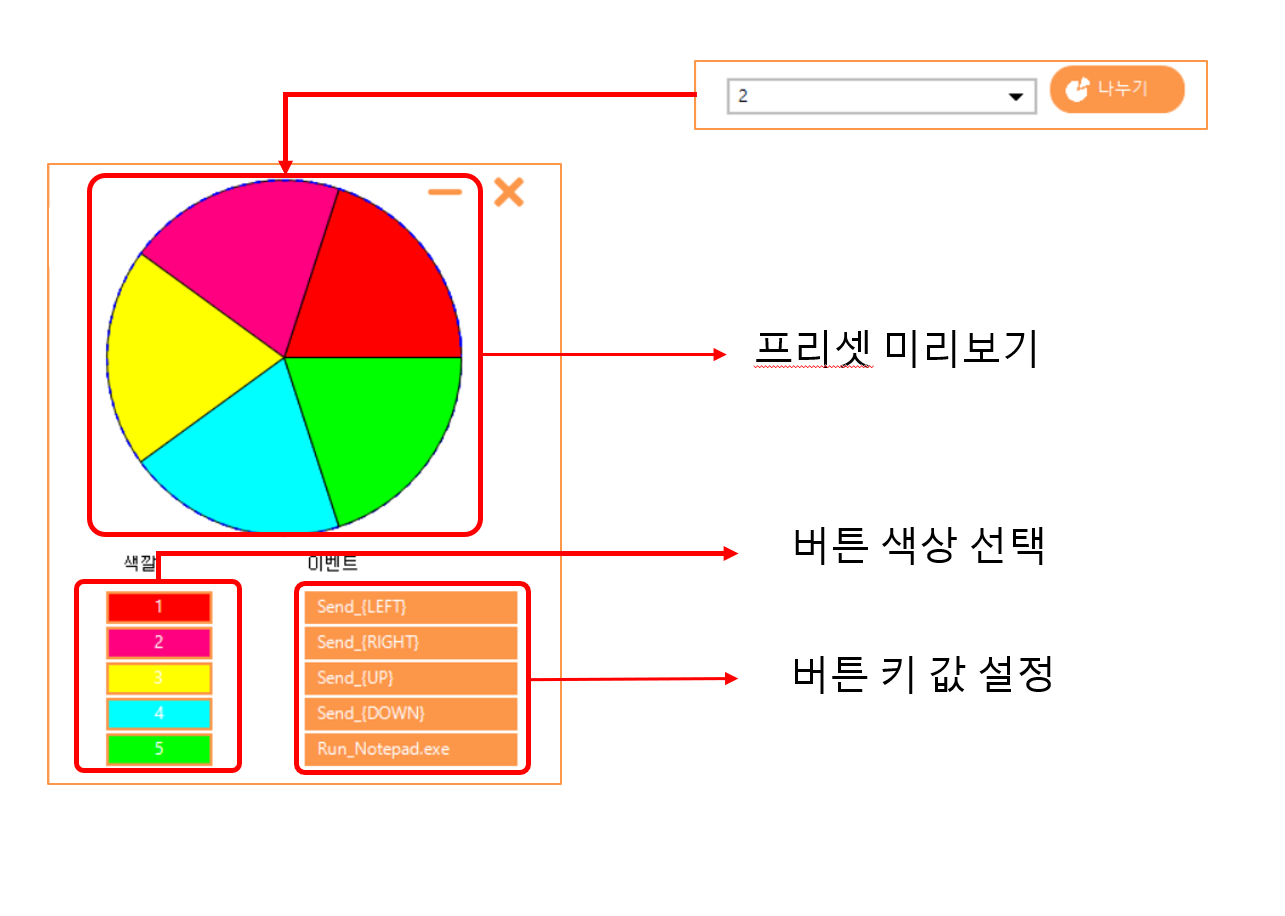 2
나누기
프리셋 미리보기
버튼 색상 선택
색깔
이벤트
1
Send_{LEFT}
2
Send_{RIGHT}
3
Send_{UP}
버튼 키 값 설정
4
Send_{DOWN}
5
Run_Notepad.exe